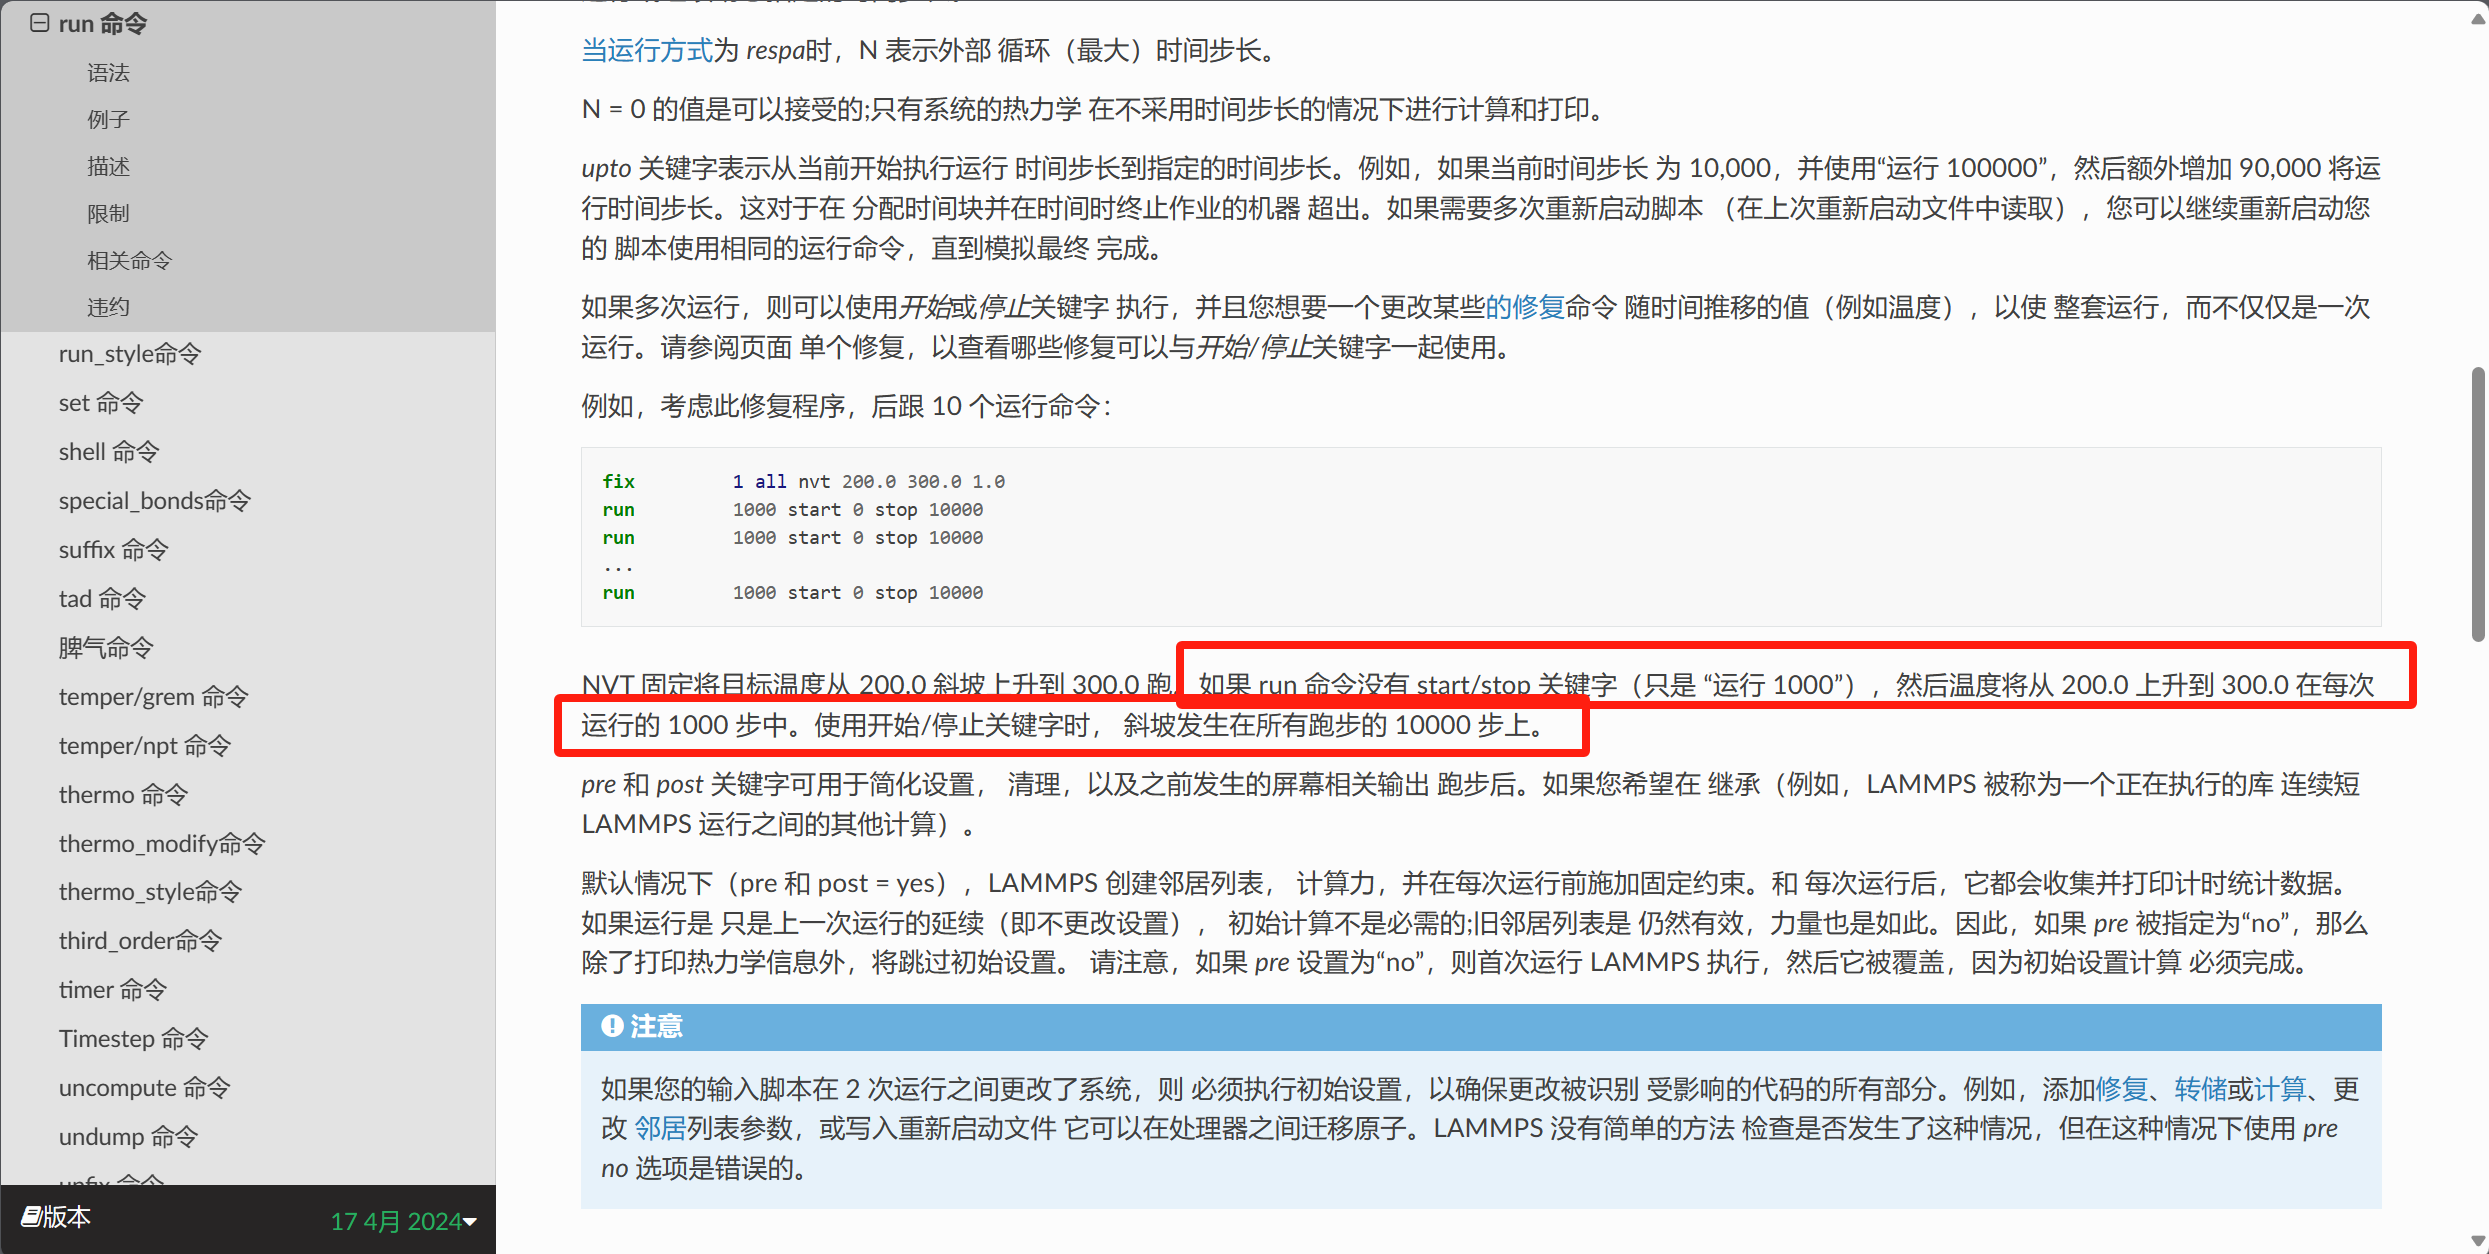 run 命令
语法
例子
描述
限制
相关命令
违约
run_style命令
set 命令
shell 命令
special_bonds命令
suffix 命令
tad 命令
脾气命令
temper/grem 命令
temper/npt 命令
thermo 命令
thermo_modify命令
thermo_style命令
third_order命令
timer 命令
Timestep 命令
uncompute 命令
undump 命令
unfix 命令
版本
17 4月 2024
当运行方式为 respa时，N 表示外部 循环（最大）时间步长。
N = 0 的值是可以接受的;只有系统的热力学 在不采用时间步长的情况下进行计算和打印。
upto 关键字表示从当前开始执行运行 时间步长到指定的时间步长。例如，如果当前时间步长 为 10,000，并使用“运行 100000”，然后额外增加 90,000 将运
行时间步长。这对于在 分配时间块并在时间时终止作业的机器 超出。如果需要多次重新启动脚本 （在上次重新启动文件中读取），您可以继续重新启动您
的 脚本使用相同的运行命令，直到模拟最终 完成。
如果多次运行，则可以使用开始或停止关键字 执行，并且您想要一个更改某些的修复命令 随时间推移的值（例如温度），以使 整套运行，而不仅仅是一次
运行。请参阅页面 单个修复，以查看哪些修复可以与开始/停止关键字一起使用。
例如，考虑此修复程序，后跟 10 个运行命令：
fix 1 all nvt 200.0 300.0 1.0
run 1000 start 0 stop 10000
run 1000 start 0 stop 10000
...
run 1000 start 0 stop 10000
NVT 固定将目标温度从 200.0 斜坡上升到 300.0 跑. 如果 run 命令没有 start/stop 关键字（只是 “运行 1000”），然后温度将从 200.0 上升到 300.0 在每次
运行的 1000 步中。使用开始/停止关键字时， 斜坡发生在所有跑步的 10000 步上。
pre 和 post 关键字可用于简化设置， 清理，以及之前发生的屏幕相关输出 跑步后。如果您希望在 继承（例如，LAMMPS 被称为一个正在执行的库 连续短
LAMMPS 运行之间的其他计算）。
默认情况下（pre 和 post = yes），LAMMPS 创建邻居列表， 计算力，并在每次运行前施加固定约束。和 每次运行后，它都会收集并打印计时统计数据。
如果运行是 只是上一次运行的延续（即不更改设置）， 初始计算不是必需的;旧邻居列表是 仍然有效，力量也是如此。因此，如果 pre 被指定为“no”，那么
除了打印热力学信息外，将跳过初始设置。 请注意，如果 pre 设置为“no”，则首次运行 LAMMPS 执行，然后它被覆盖，因为初始设置计算 必须完成。
注意
如果您的输入脚本在 2 次运行之间更改了系统，则 必须执行初始设置，以确保更改被识别 受影响的代码的所有部分。例如，添加修复、转储或计算、更
改 邻居列表参数，或写入重新启动文件 它可以在处理器之间迁移原子。LAMMPS 没有简单的方法 检查是否发生了这种情况，但在这种情况下使用 pre
no 选项是错误的。